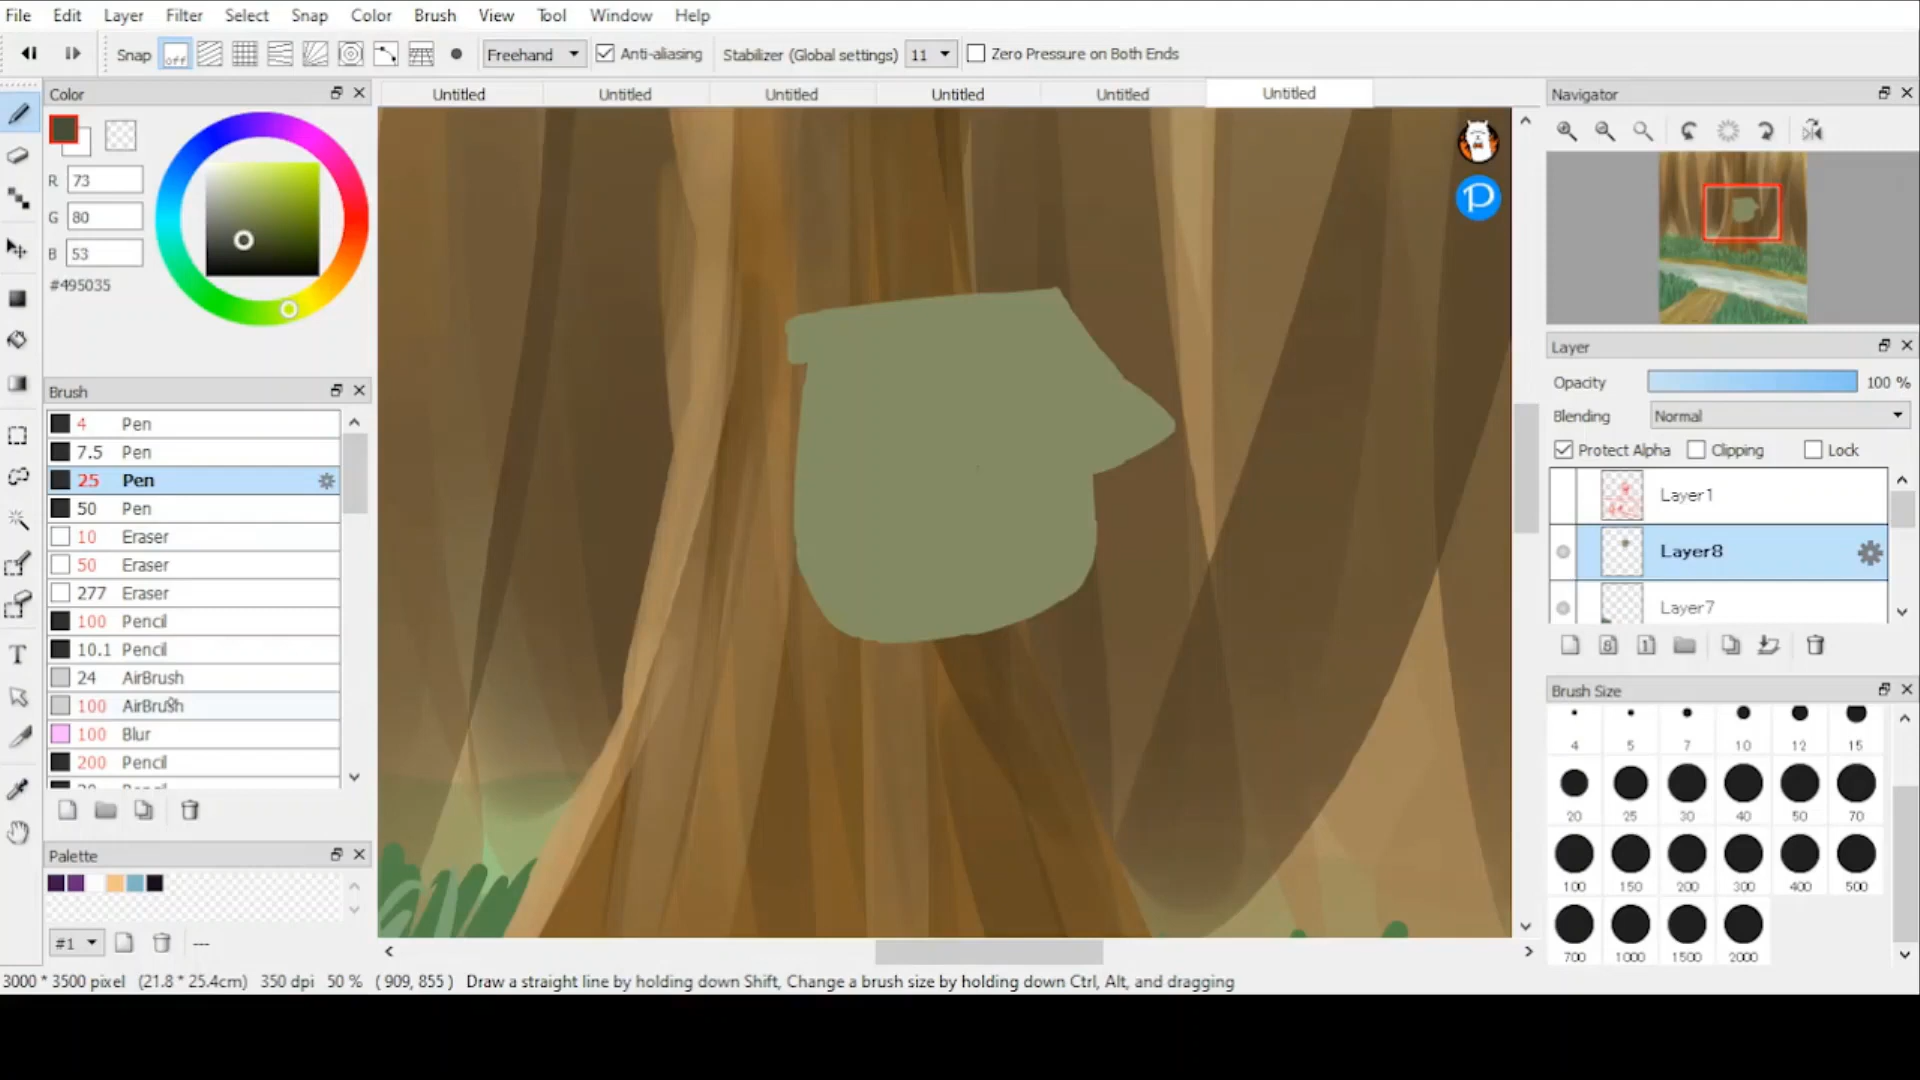 File Edit Layer Filter Select Snap Color Brush View Tool Window Help
Snap off Freehand Anti-aliasing Stabilizer (Global settings) 11 Zero Pressure on Both Ends
Color
R 73
G 80
B 53
#495035
Brush
4 Pen
7.5 Pen
25 Pen
50 Pen
10 Eraser
50 Eraser
277 Eraser
100 Pencil
10.1 Pencil
24 AirBrush
100 AirBrush
100 Blur
200 Pencil
Palette
#1 ---
Untitled Untitled Untitled Untitled Untitled Untitled
P
Navigator
Layer
Opacity 100 %
Blending Normal
Protect Alpha Clipping Lock
Layer1
Layer8
Layer7
8 1
Brush Size
4 5 7 10 12 15
20 25 30 40 50 70
100 150 200 300 400 500
700 1000 1500 2000
3000 * 3500 pixel (21.8 * 25.4cm) 350 dpi 50 % ( 909, 855 ) Draw a straight line by holding down Shift, Change a brush size by holding down Ctrl, Alt, and dragging